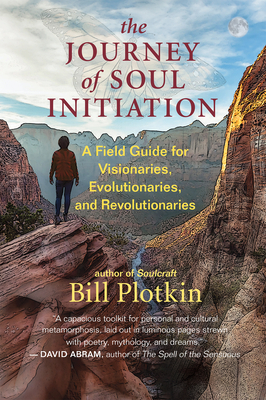 the
JOURNEY
of SOUL
INITIATION
A Field Guide for
Visionaries,
Evolutionaries,
and Revolutionaries
author of Soulcraft
Bill Plotkin
"A capacious toolkit for personal and cultural
metamorphosis, laid out in luminous pages strewn
with poetry, mythology, and dreams."
— DAVID ABRAM, author of The Spell of the Sensuous